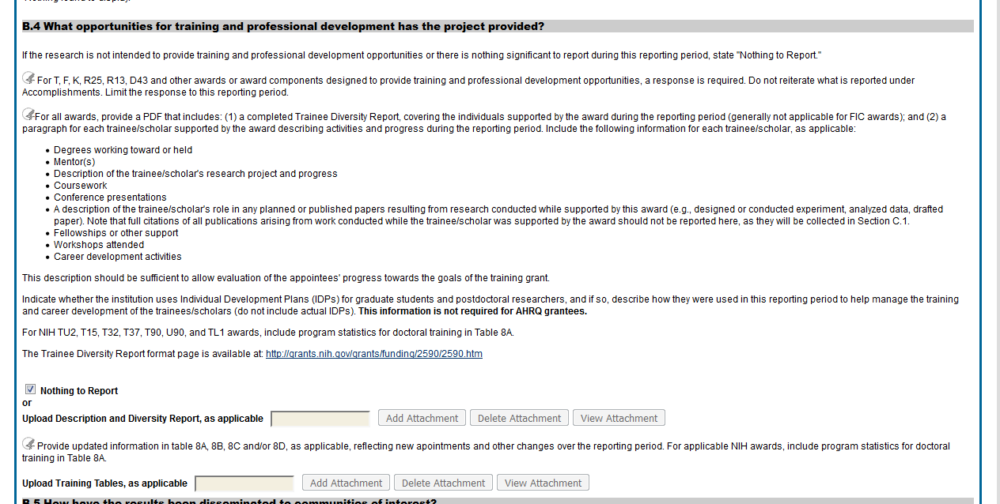 Nothing found to display.
B.4 What opportunities for training and professional development has the project provided?
If the research is not intended to provide training and professional development opportunities or there is nothing significant to report during this reporting period, state "Nothing to Report."
For T, F, K, R25, R13, D43 and other awards or award components designed to provide training and professional development opportunities, a response is required. Do not reiterate what is reported under
Accomplishments. Limit the response to this reporting period.
For all awards, provide a PDF that includes: (1) a completed Trainee Diversity Report, covering the individuals supported by the award during the reporting period (generally not applicable for FIC awards); and (2) a
paragraph for each trainee/scholar supported by the award describing activities and progress during the reporting period. Include the following information for each trainee/scholar, as applicable:
• Degrees working toward or held
• Mentor(s)
• Description of the trainee/scholar's research project and progress
• Coursework
• Conference presentations
• A description of the trainee/scholar's role in any planned or published papers resulting from research conducted while supported by this award (e.g., designed or conducted experiment, analyzed data, drafted
paper). Note that full citations of all publications arising from work conducted while the trainee/scholar was supported by the award should not be reported here, as they will be collected in Section C.1.
• Fellowships or other support
• Workshops attended
• Career development activities
This description should be sufficient to allow evaluation of the appointees' progress towards the goals of the training grant.
Indicate whether the institution uses Individual Development Plans (IDPs) for graduate students and postdoctoral researchers, and if so, describe how they were used in this reporting period to help manage the training
and career development of the trainees/scholars (do not include actual IDPs). This information is not required for AHRQ grantees.
For NIH TU2, T15, T32, T37, T90, U90, and TL1 awards, include program statistics for doctoral training in Table 8A.
The Trainee Diversity Report format page is available at: http://grants.nih.gov/grants/funding/2590/2590.htm
Nothing to Report
or
Upload Description and Diversity Report, as applicable Add Attachment Delete Attachment View Attachment
Provide updated information in table 8A, 8B, 8C and/or 8D, as applicable, reflecting new apointments and other changes over the reporting period. For applicable NIH awards, include program statistics for doctoral
training in Table 8A.
Upload Training Tables, as applicable Add Attachment Delete Attachment View Attachment
B.5 How have the results been disseminated to communities of interest?